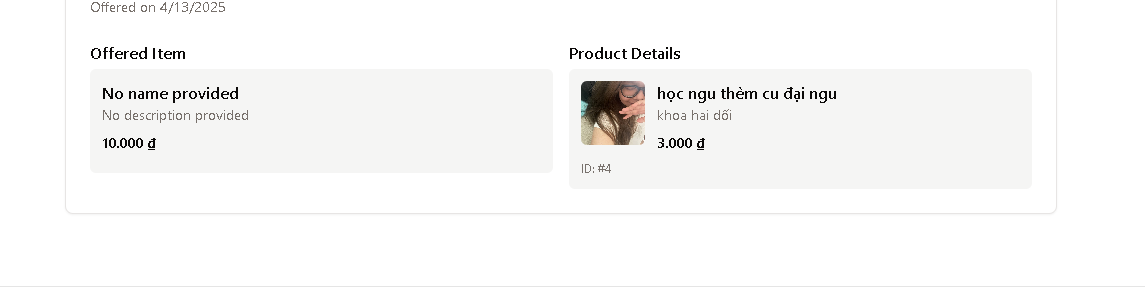 Offered on 4/13/2025
Offered Item
No name provided
No description provided
10.000 ₫
Product Details
học ngu thèm cu đại ngu
khoa hai dối
3.000 ₫
ID: #4